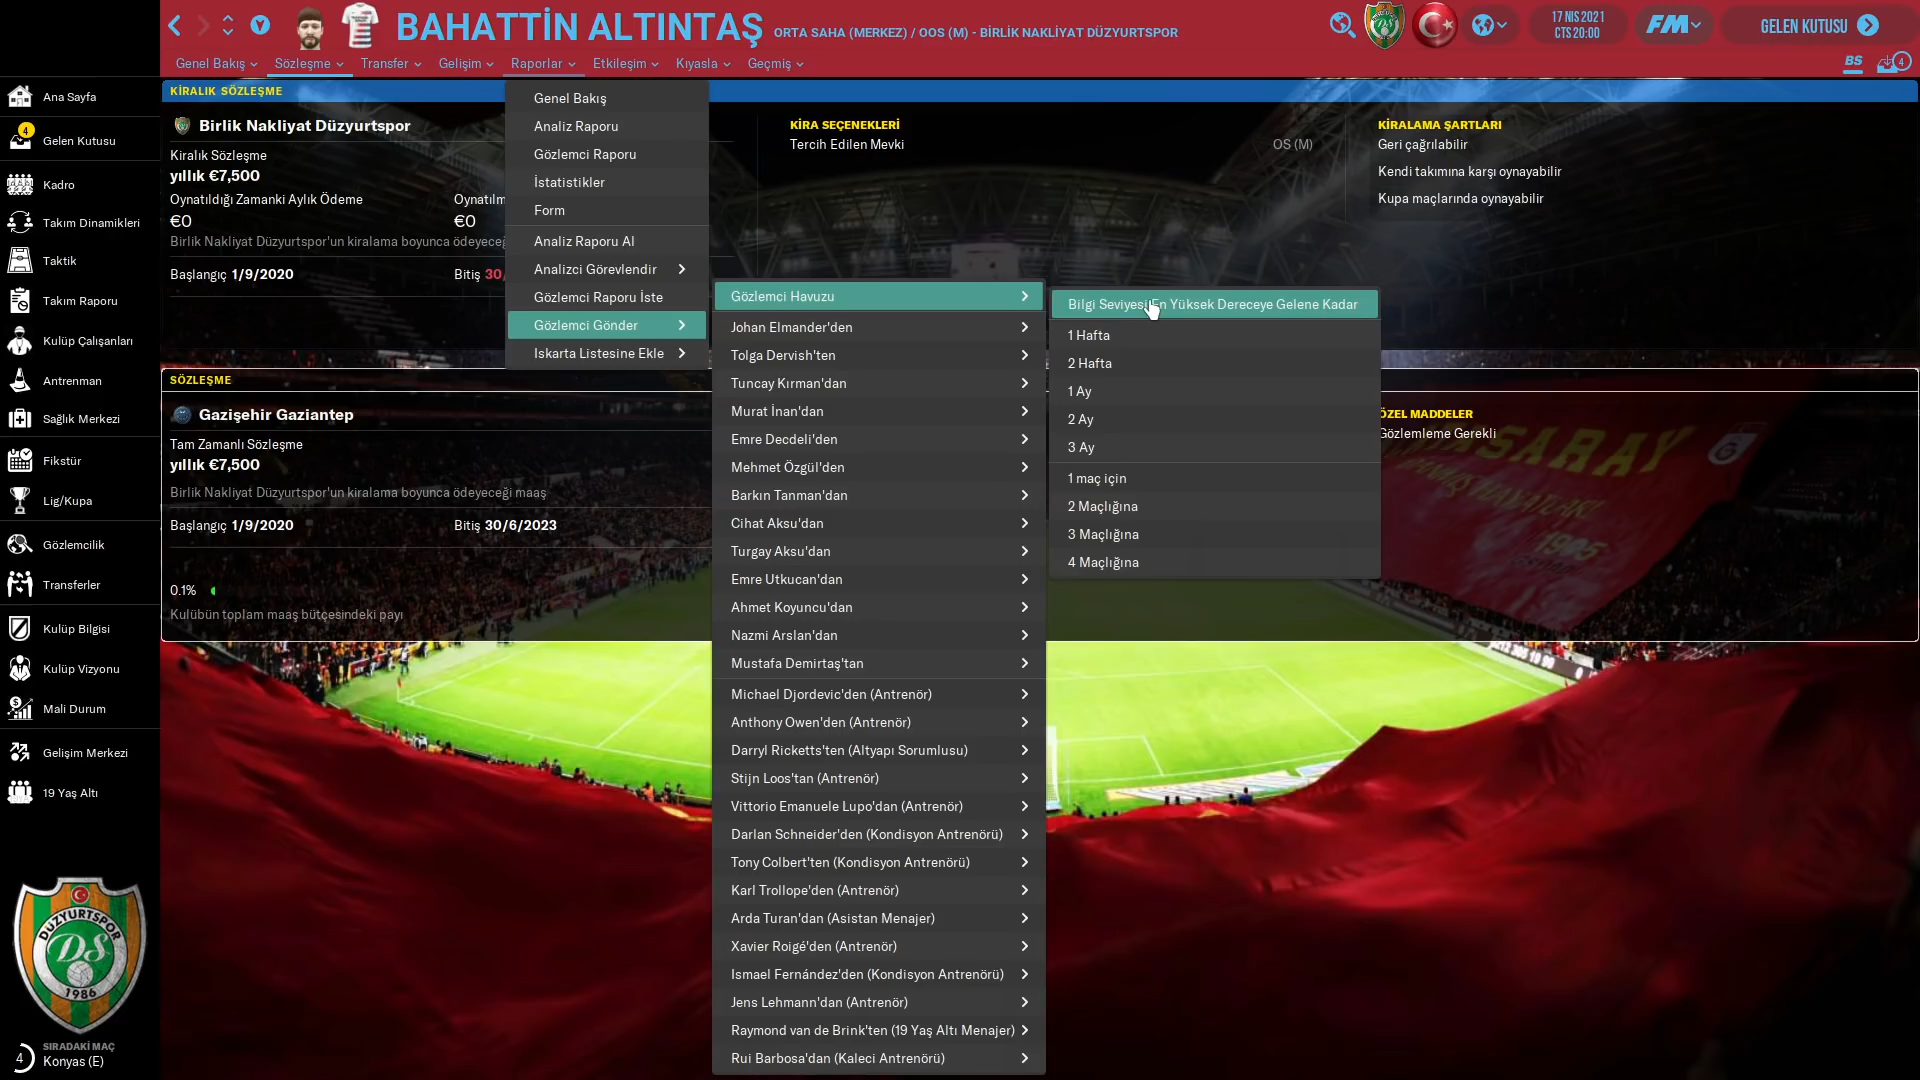 BAHATTİN ALTINTAŞ
ORTA SAHA (MERKEZ) / OOS (M) - BİRLİK NAKLİYAT DÜZYURTSPOR
17 NIS 2021
CTS 20:00
FM
GELEN KUTUSU
Genel Bakış
Sözleşme
Transfer
Gelişim
Raporlar
Etkileşim
Kıyasla
Geçmiş
BS
4
Ana Sayfa
4
Gelen Kutusu
Kadro
Takım Dinamikleri
Taktik
Takım Raporu
Kulüp Çalışanları
Antrenman
Sağlık Merkezi
Fikstür
Lig/Kupa
Gözlemcilik
Transferler
Kulüp Bilgisi
Kulüp Vizyonu
Mali Durum
Gelişim Merkezi
19 Yaş Altı
DUZYURTSPOR
DS
1986
4
SIRADAKİ MAÇ
Konyas (E)
KİRALIK SÖZLEŞME
Birlik Nakliyat Düzyurtspor
Kiralık Sözleşme
yıllık €7,500
Oynatıldığı Zamanki Aylık Ödeme
€0
Oynatılm
€0
Birlik Nakliyat Düzyurtspor'un kiralama boyunca ödeyeceğ
Başlangıç 1/9/2020
Bitiş 30/
KİRA SEÇENEKLERİ
Tercih Edilen Mevki
OS (M)
KİRALAMA ŞARTLARI
Geri çağrılabilir
Kendi takımına karşı oynayabilir
Kupa maçlarında oynayabilir
SÖZLEŞME
Gazişehir Gaziantep
Tam Zamanlı Sözleşme
yıllık €7,500
Birlik Nakliyat Düzyurtspor'un kiralama boyunca ödeyeceği maaş
Başlangıç 1/9/2020
Bitiş 30/6/2023
0.1%
Kulübün toplam maaş bütçesindeki payı
ÖZEL MADDELER
Gözlemleme Gerekli
Genel Bakış
Analiz Raporu
Gözlemci Raporu
İstatistikler
Form
Analiz Raporu Al
Analizci Görevlendir
Gözlemci Raporu İste
Gözlemci Gönder
Iskarta Listesine Ekle
Gözlemci Havuzu
Johan Elmander'den
Tolga Dervish'ten
Tuncay Kırman'dan
Murat İnan'dan
Emre Decdeli'den
Mehmet Özgül'den
Barkın Tanman'dan
Cihat Aksu'dan
Turgay Aksu'dan
Emre Utkucan'dan
Ahmet Koyuncu'dan
Nazmi Arslan'dan
Mustafa Demirtaş'tan
Michael Djordevic'den (Antrenör)
Anthony Owen'den (Antrenör)
Darryl Ricketts'ten (Altyapı Sorumlusu)
Stijn Loos'tan (Antrenör)
Vittorio Emanuele Lupo'dan (Antrenör)
Darlan Schneider'den (Kondisyon Antrenörü)
Tony Colbert'ten (Kondisyon Antrenörü)
Karl Trollope'den (Antrenör)
Arda Turan'dan (Asistan Menajer)
Xavier Roigé'den (Antrenör)
Ismael Fernández'den (Kondisyon Antrenörü)
Jens Lehmann'dan (Antrenör)
Raymond van de Brink'ten (19 Yaş Altı Menajer)
Rui Barbosa'dan (Kaleci Antrenörü)
Bilgi Seviyesi En Yüksek Dereceye Gelene Kadar
1 Hafta
2 Hafta
1 Ay
2 Ay
3 Ay
1 maç için
2 Maçlığına
3 Maçlığına
4 Maçlığına